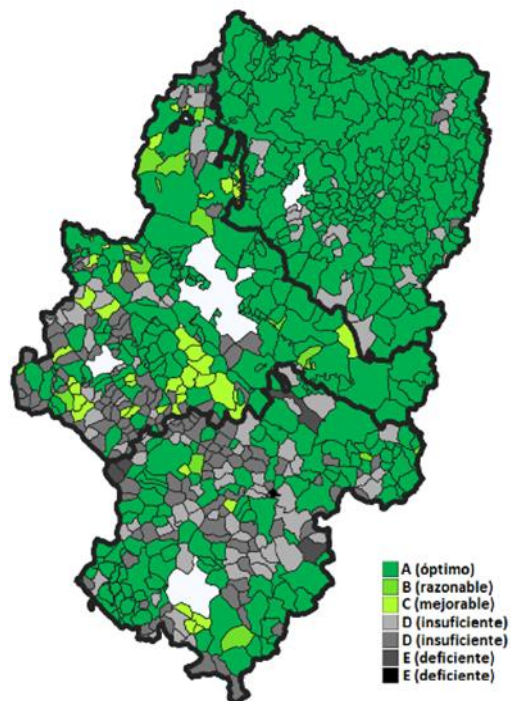 A (óptimo)
B (razonable)
C (mejorable)
D (insuficiente)
D (insuficiente)
E (deficiente)
E (deficiente)